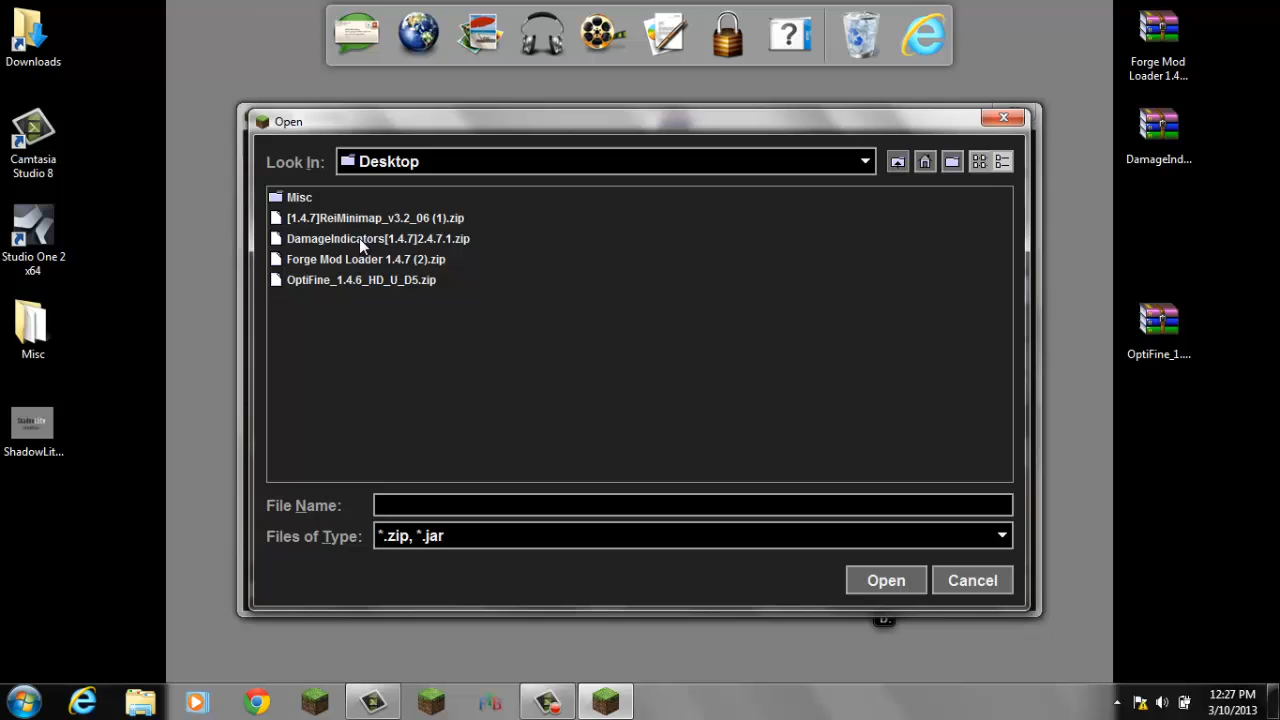 Downloads
Camtasia
Studio 8
Studio One 2
x64
Misc
ShadowLit...
Open
Look In:
Desktop
Misc
[1.4.7]ReiMinimap_v3.2_06 (1).zip
DamageIndicators[1.4.7]2.4.7.1.zip
Forge Mod Loader 1.4.7 (2).zip
OptiFine_1.4.6_HD_U_D5.zip
File Name:
Files of Type:
*.zip, *.jar
Open
Cancel
Forge Mod
Loader 1.4...
DamageInd...
OptiFine_1....
12:27 PM
3/10/2013